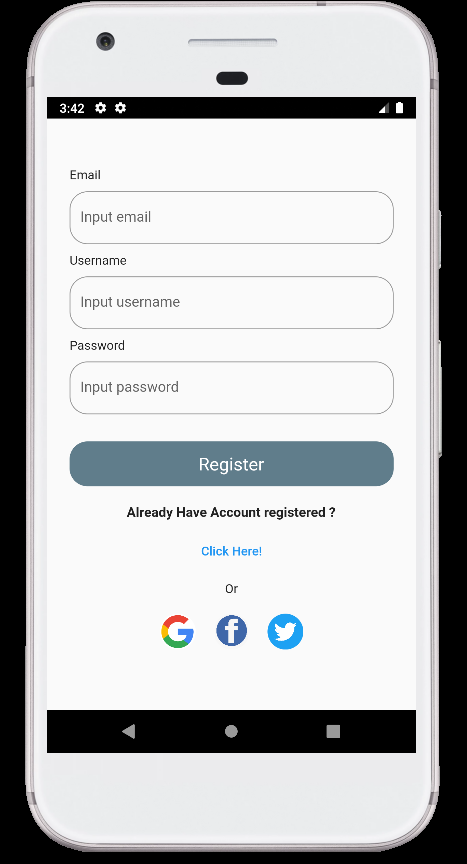 3:42
Email
Input email
Username
Input username
Password
Input password
Register
Already Have Account registered ?
Click Here!
Or